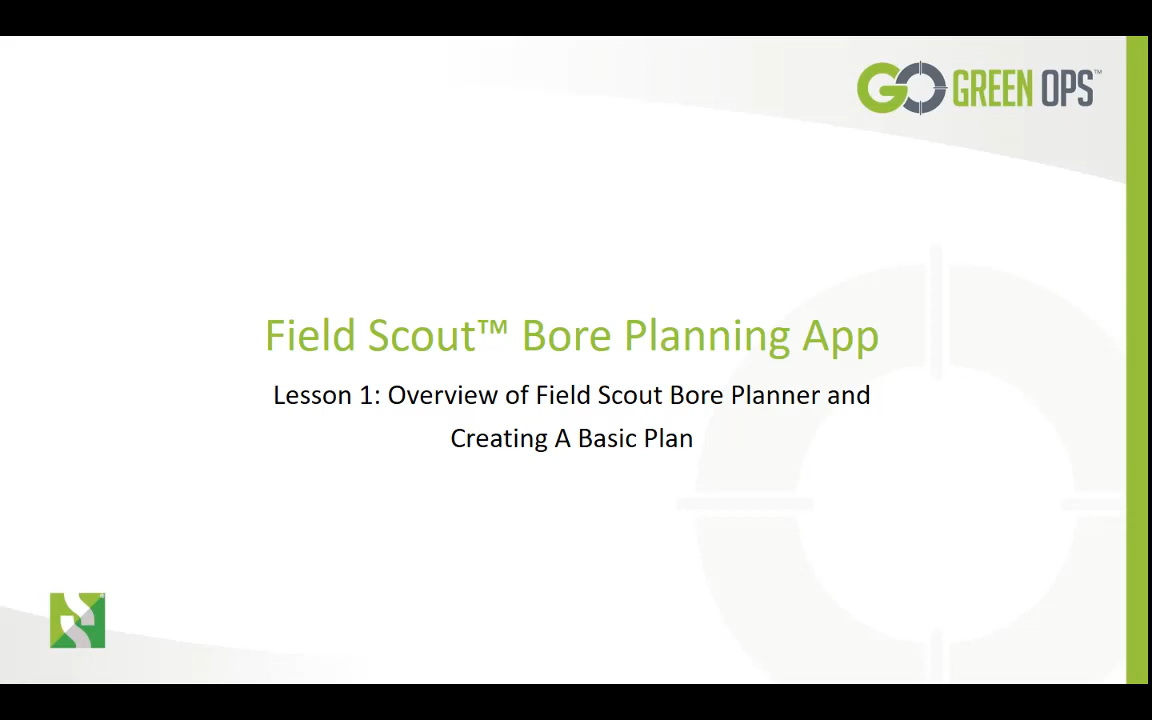 GO GREEN OPS™
Field Scout™ Bore Planning App
Lesson 1: Overview of Field Scout Bore Planner and
Creating A Basic Plan